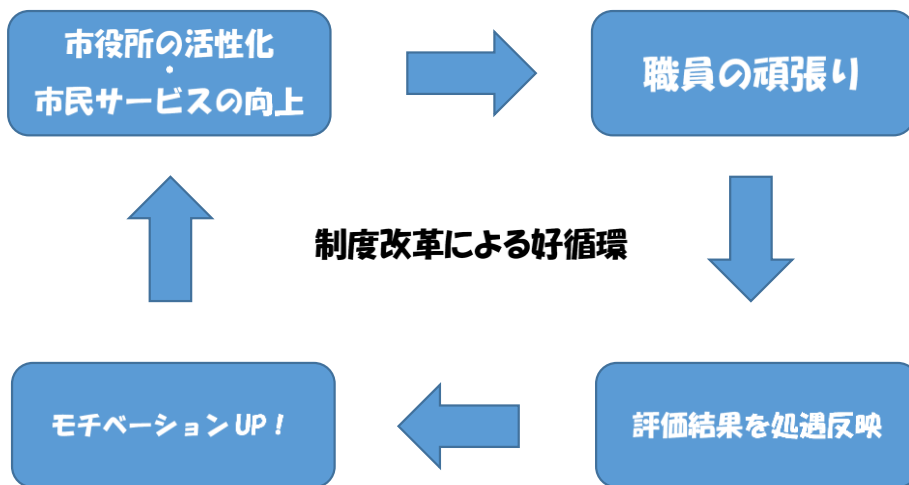 市役所の活性化
・
市民サービスの向上
職員の頑張り
制度改革による好循環
モチベーションUP！
評価結果を処遇反映